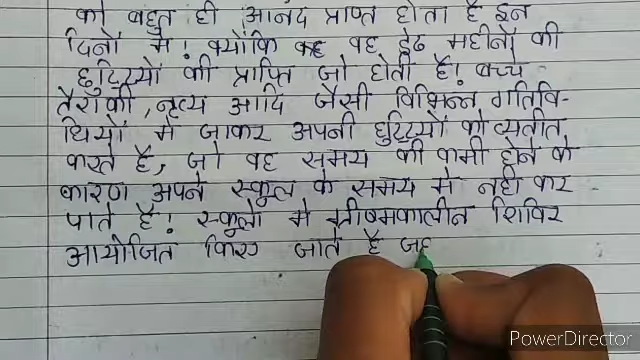 को बहुत ही आनंद प्राप्त होता है इन
दिनों में! क्योंकि वह डेढ महीनों की
छुट्टियों की प्राप्ति जो होती है! बच्चे
तैराकी, नृत्य आदि जैसी विभिन्न गतिवि-
धियों में जाकर अपनी छुट्टियों को व्यतीत
करते है, जो वह समय की कमी होने के
कारण अपने स्कूल के समय में नही कर -
पाते है! स्कूलो मे ग्रीष्मकालीन शिविर
आयोजित किए जाते है जह
PowerDirector